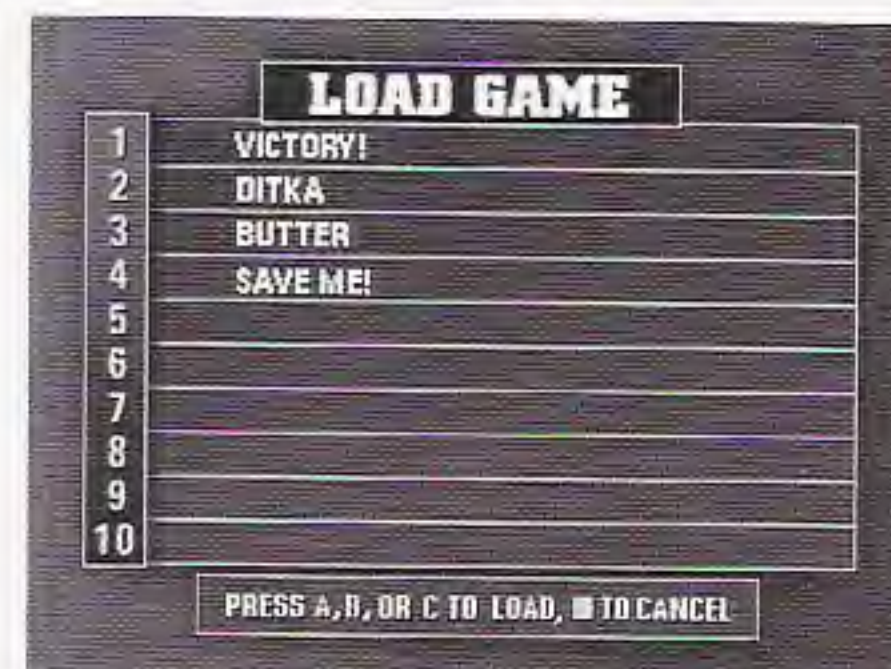 LOAD GAME
1 VICTORY!
2 DITKA
3 BUTTER
4 SAVE ME!
5
6
7
8
9
10
PRESS A,B, OR C TO LOAD, ■ TO CANCEL